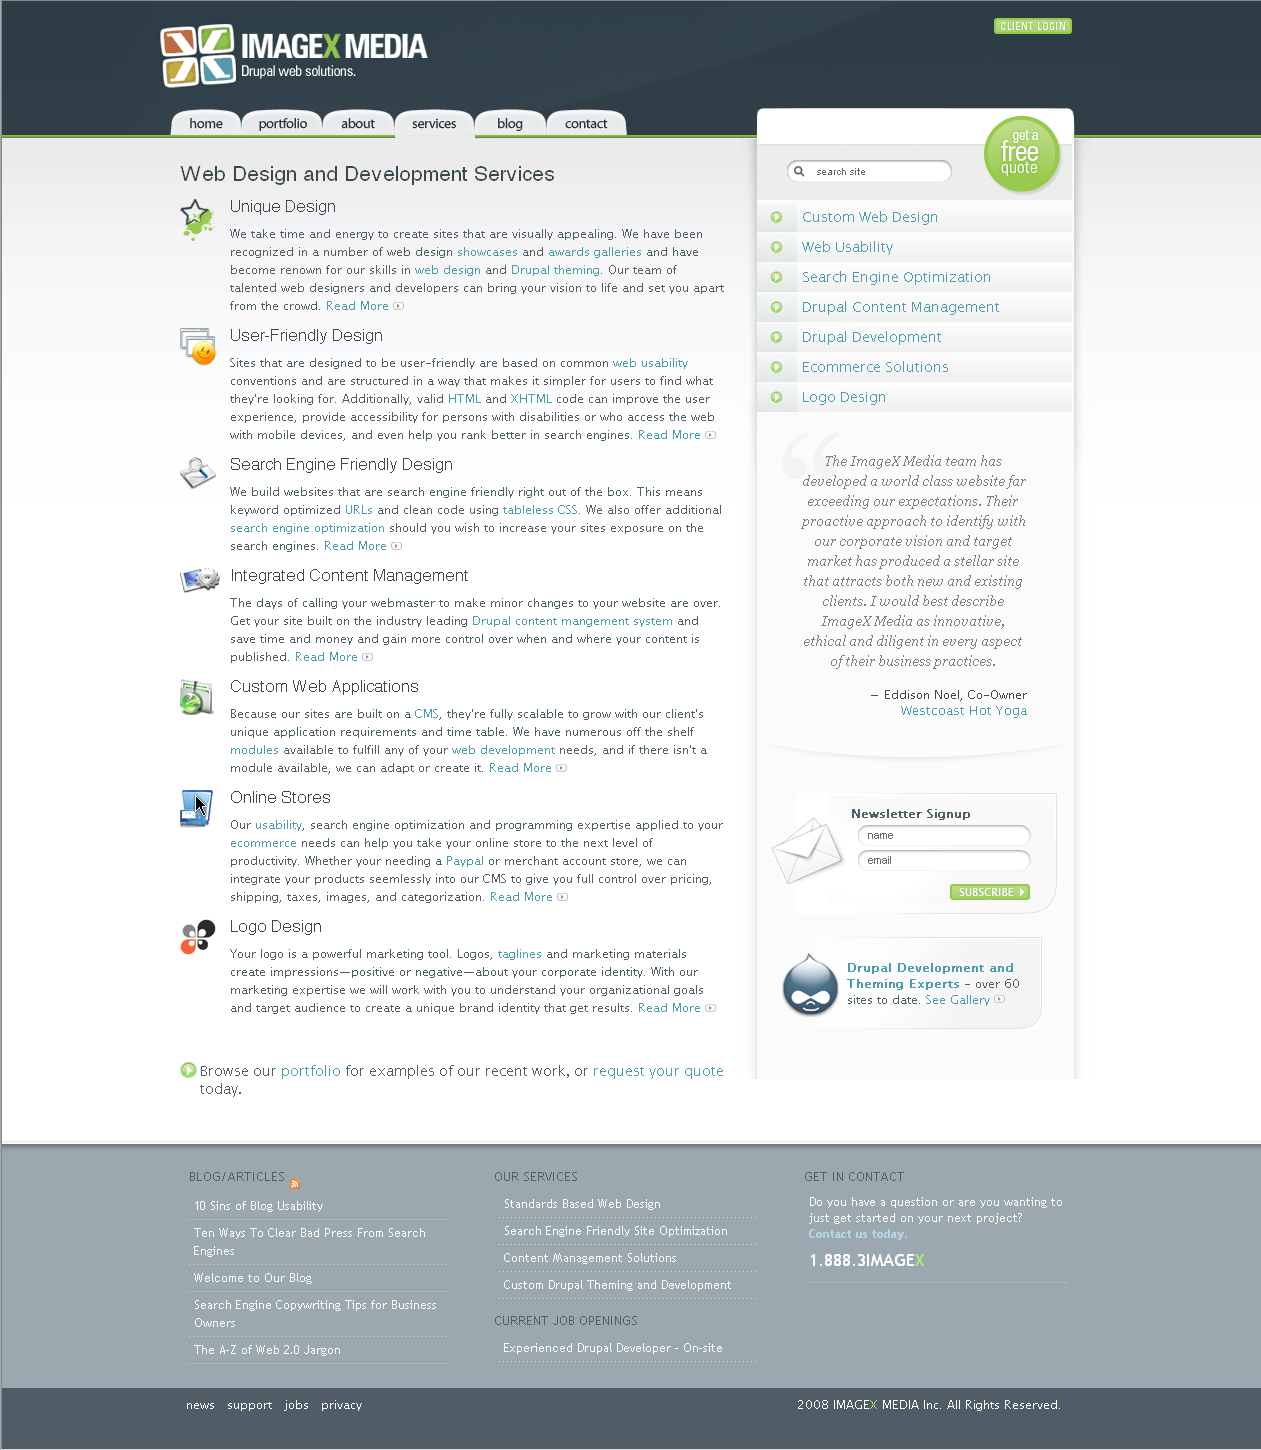 IMAGEX MEDIA
Drupal web solutions.
CLIENT LOGIN
home portfolio about services blog contact
get a
free
quote
search site
Web Design and Development Services
Unique Design
We take time and energy to create sites that are visually appealing. We have been
recognized in a number of web design showcases and awards galleries and have
become renown for our skills in web design and Drupal theming. Our team of
talented web designers and developers can bring your vision to life and set you apart
from the crowd. Read More
User-Friendly Design
Sites that are designed to be user-friendly are based on common web usability
conventions and are structured in a way that makes it simpler for users to find what
they're looking for. Additionally, valid HTML and XHTML code can improve the user
experience, provide accessibility for persons with disabilities or who access the web
with mobile devices, and even help you rank better in search engines. Read More
Search Engine Friendly Design
We build websites that are search engine friendly right out of the box. This means
keyword optimized URLs and clean code using tableless CSS. We also offer additional
search engine optimization should you wish to increase your sites exposure on the
search engines. Read More
Integrated Content Management
The days of calling your webmaster to make minor changes to your website are over.
Get your site built on the industry leading Drupal content mangement system and
save time and money and gain more control over when and where your content is
published. Read More
Custom Web Applications
Because our sites are built on a CMS, they're fully scalable to grow with our client's
unique application requirements and time table. We have numerous off the shelf
modules available to fulfill any of your web development needs, and if there isn't a
module available, we can adapt or create it. Read More
Online Stores
Our usability, search engine optimization and programming expertise applied to your
ecommerce needs can help you take your online store to the next level of
productivity. Whether your needing a Paypal or merchant account store, we can
integrate your products seemlessly into our CMS to give you full control over pricing,
shipping, taxes, images, and categorization. Read More
Logo Design
Your logo is a powerful marketing tool. Logos, taglines and marketing materials
create impressions—positive or negative—about your corporate identity. With our
marketing expertise we will work with you to understand your organizational goals
and target audience to create a unique brand identity that get results. Read More
Browse our portfolio for examples of our recent work, or request your quote
today.
Custom Web Design
Web Usability
Search Engine Optimization
Drupal Content Management
Drupal Development
Ecommerce Solutions
Logo Design
“
The ImageX Media team has
developed a world class website far
exceeding our expectations. Their
proactive approach to identify with
our corporate vision and target
market has produced a stellar site
that attracts both new and existing
clients. I would best describe
ImageX Media as innovative,
ethical and diligent in every aspect
of their business practices.
— Eddison Noel, Co-Owner
Westcoast Hot Yoga
Newsletter Signup
name
email
SUBSCRIBE
Drupal Development and
Theming Experts - over 60
sites to date. See Gallery
BLOG/ARTICLES
10 Sins of Blog Usability
Ten Ways To Clear Bad Press From Search
Engines
Welcome to Our Blog
Search Engine Copywriting Tips for Business
Owners
The A-Z of Web 2.0 Jargon
OUR SERVICES
Standards Based Web Design
Search Engine Friendly Site Optimization
Content Management Solutions
Custom Drupal Theming and Development
CURRENT JOB OPENINGS
Experienced Drupal Developer - On-site
GET IN CONTACT
Do you have a question or are you wanting to
just get started on your next project?
Contact us today.
1.888.3IMAGEX
news support jobs privacy
2008 IMAGEX MEDIA Inc. All Rights Reserved.